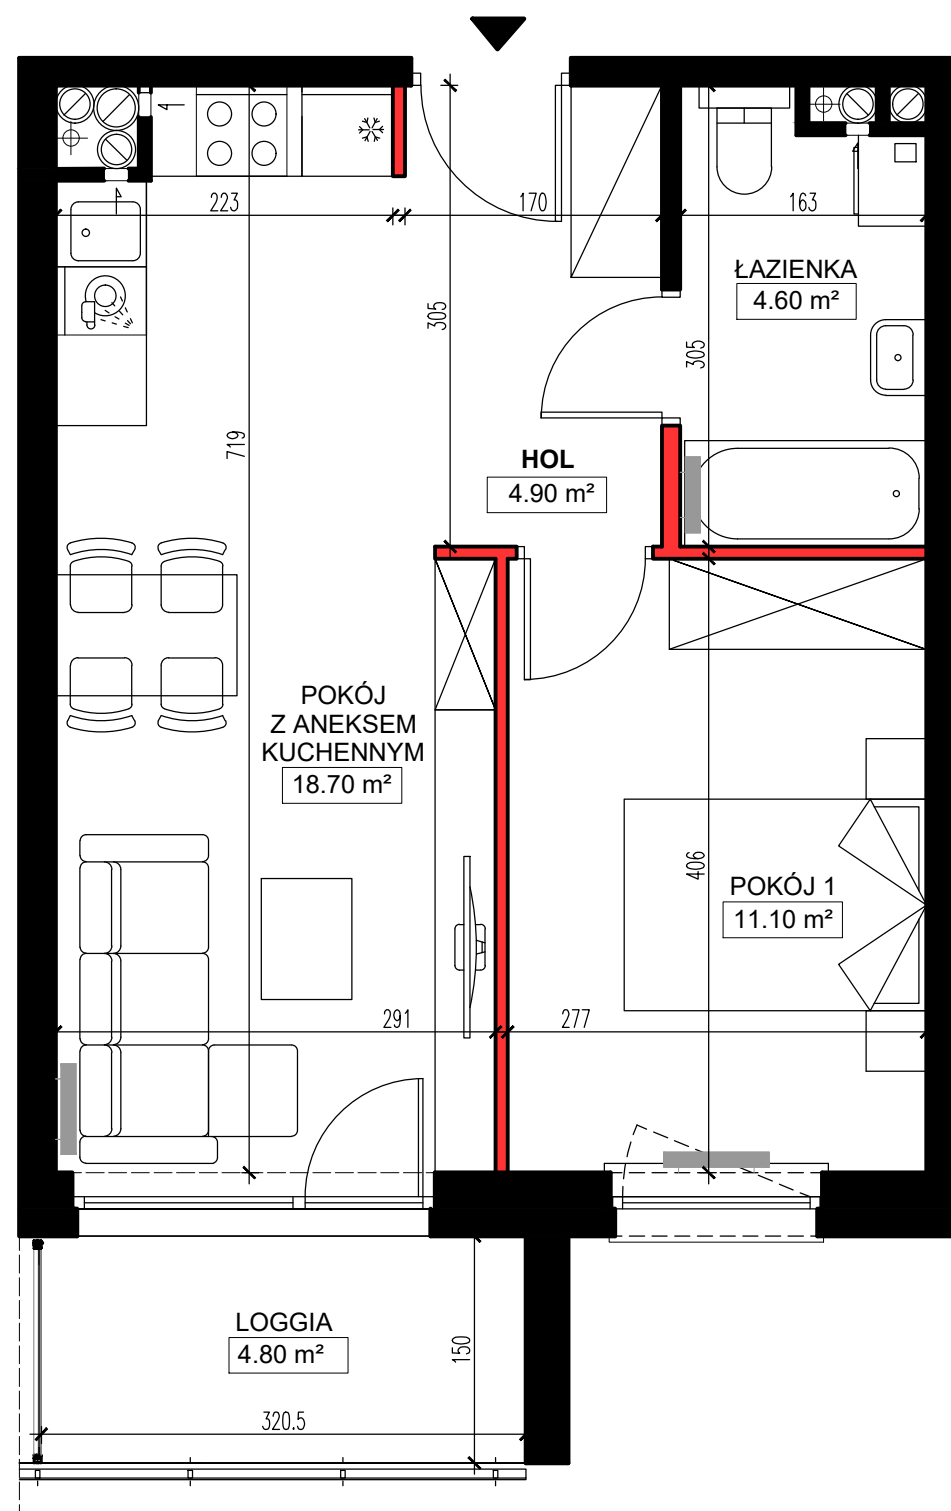 223
170
163
ŁAZIENKA
4.60 m²
305
305
719
HOL
4.90 m²
POKÓJ
Z ANEKSEM
KUCHENNYM
18.70 m²
406
POKÓJ 1
11.10 m²
291
277
LOGGIA
4.80 m²
150
320.5